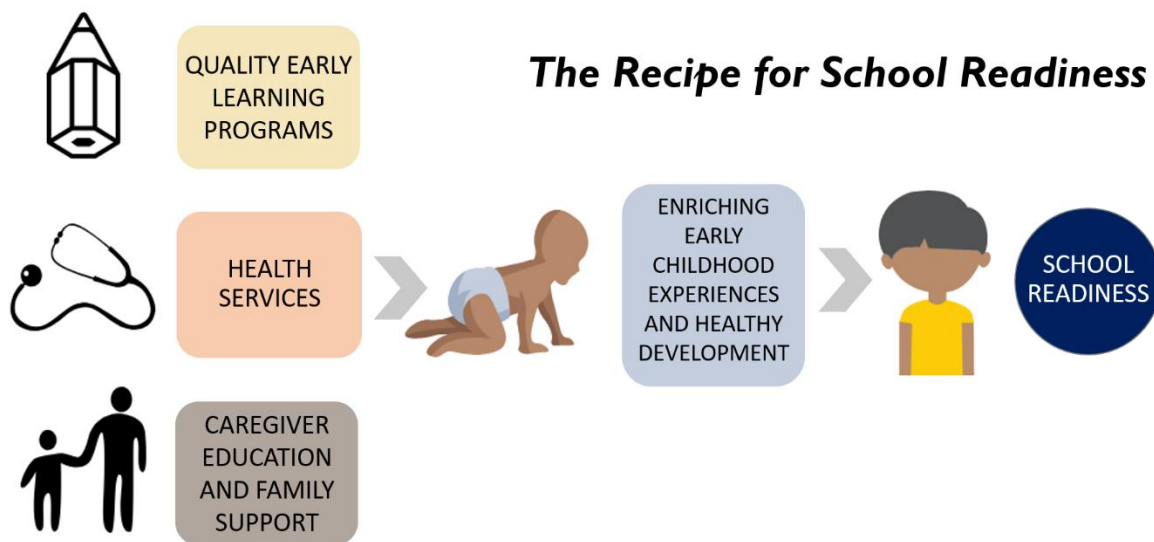 The Recipe for School Readiness
QUALITY EARLY
LEARNING
PROGRAMS
HEALTH
SERVICES
CAREGIVER
EDUCATION
AND FAMILY
SUPPORT
ENRICHING
EARLY
CHILDHOOD
EXPERIENCES
AND HEALTHY
DEVELOPMENT
SCHOOL
READINESS